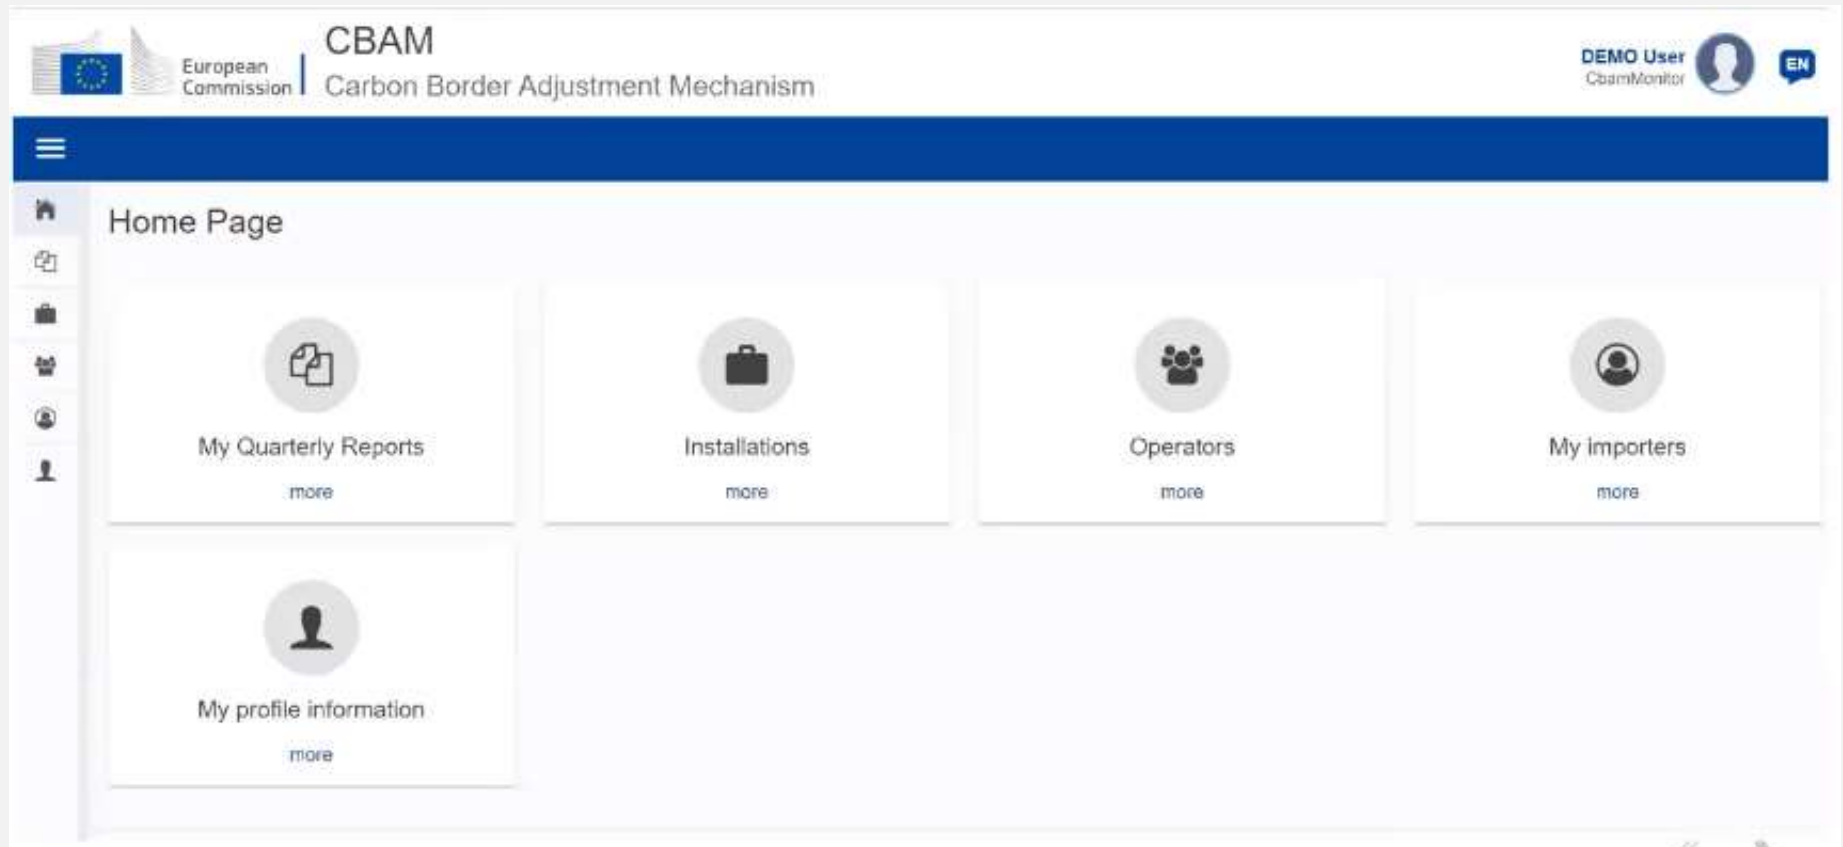 CBAM
European
Commission
Carbon Border Adjustment Mechanism
DEMO User
CbamMonitor
EN
Home Page
My Quarterly Reports
more
Installations
more
Operators
more
My importers
more
My profile information
more